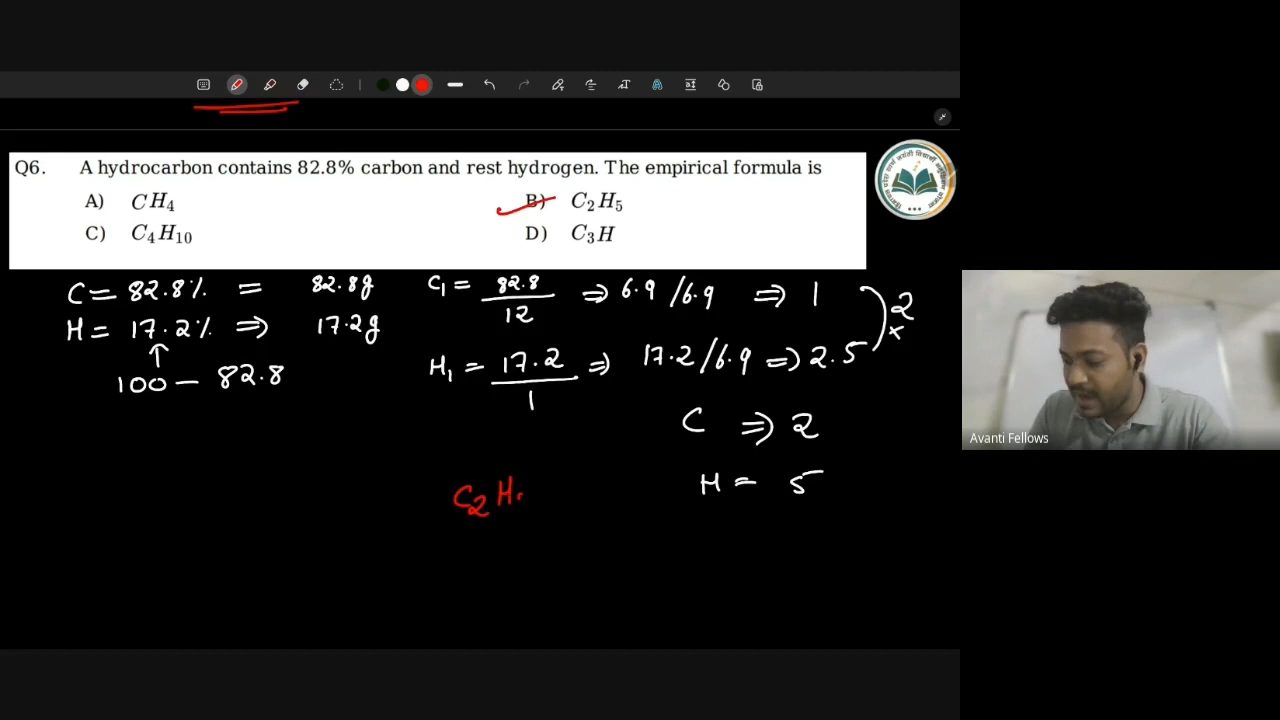 Q6. A hydrocarbon contains 82.8% carbon and rest hydrogen. The empirical formula is
A) CH₄ B) C₂H₅
C) C₄H₁₀ D) C₃H
C = 82.8% = 82.8g C₁ = 82.8/12 ⇒ 6.9/6.9 ⇒ 1
H = 17.2% ⇒ 17.2g H₁ = 17.2/1 ⇒ 17.2/6.9 ⇒ 2.5
2
×
↑
100 - 82.8
C ⇒ 2
H = 5
C₂H
Avanti Fellows